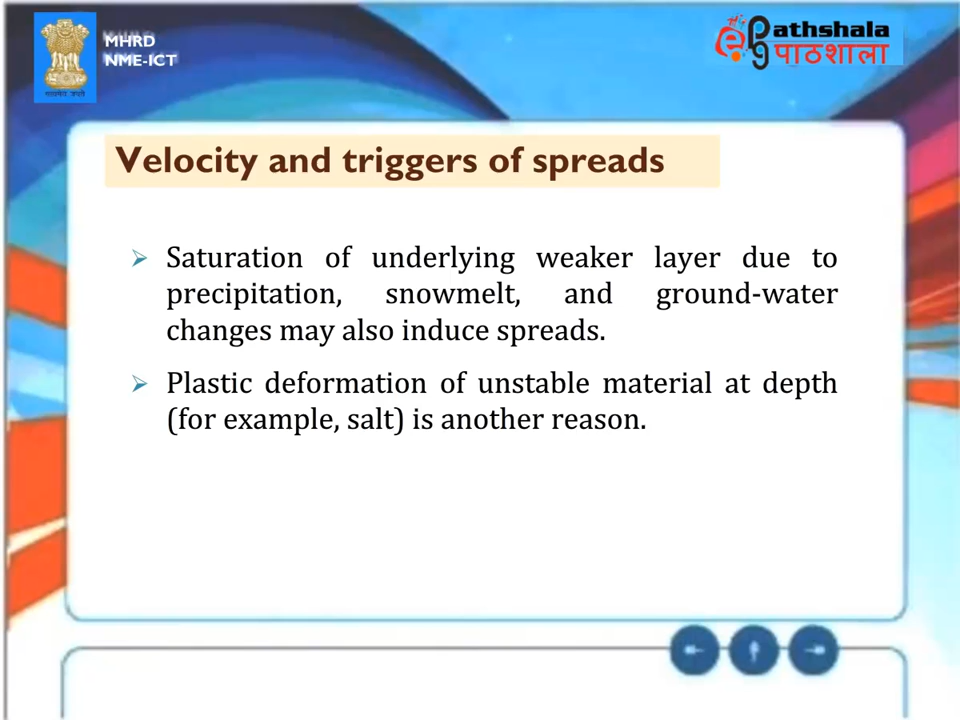 MHRD
NME-ICT
e pg Pathshala
पाठशाला
Velocity and triggers of spreads
Saturation of underlying weaker layer due to
precipitation, snowmelt, and ground-water
changes may also induce spreads.
Plastic deformation of unstable material at depth
(for example, salt) is another reason.